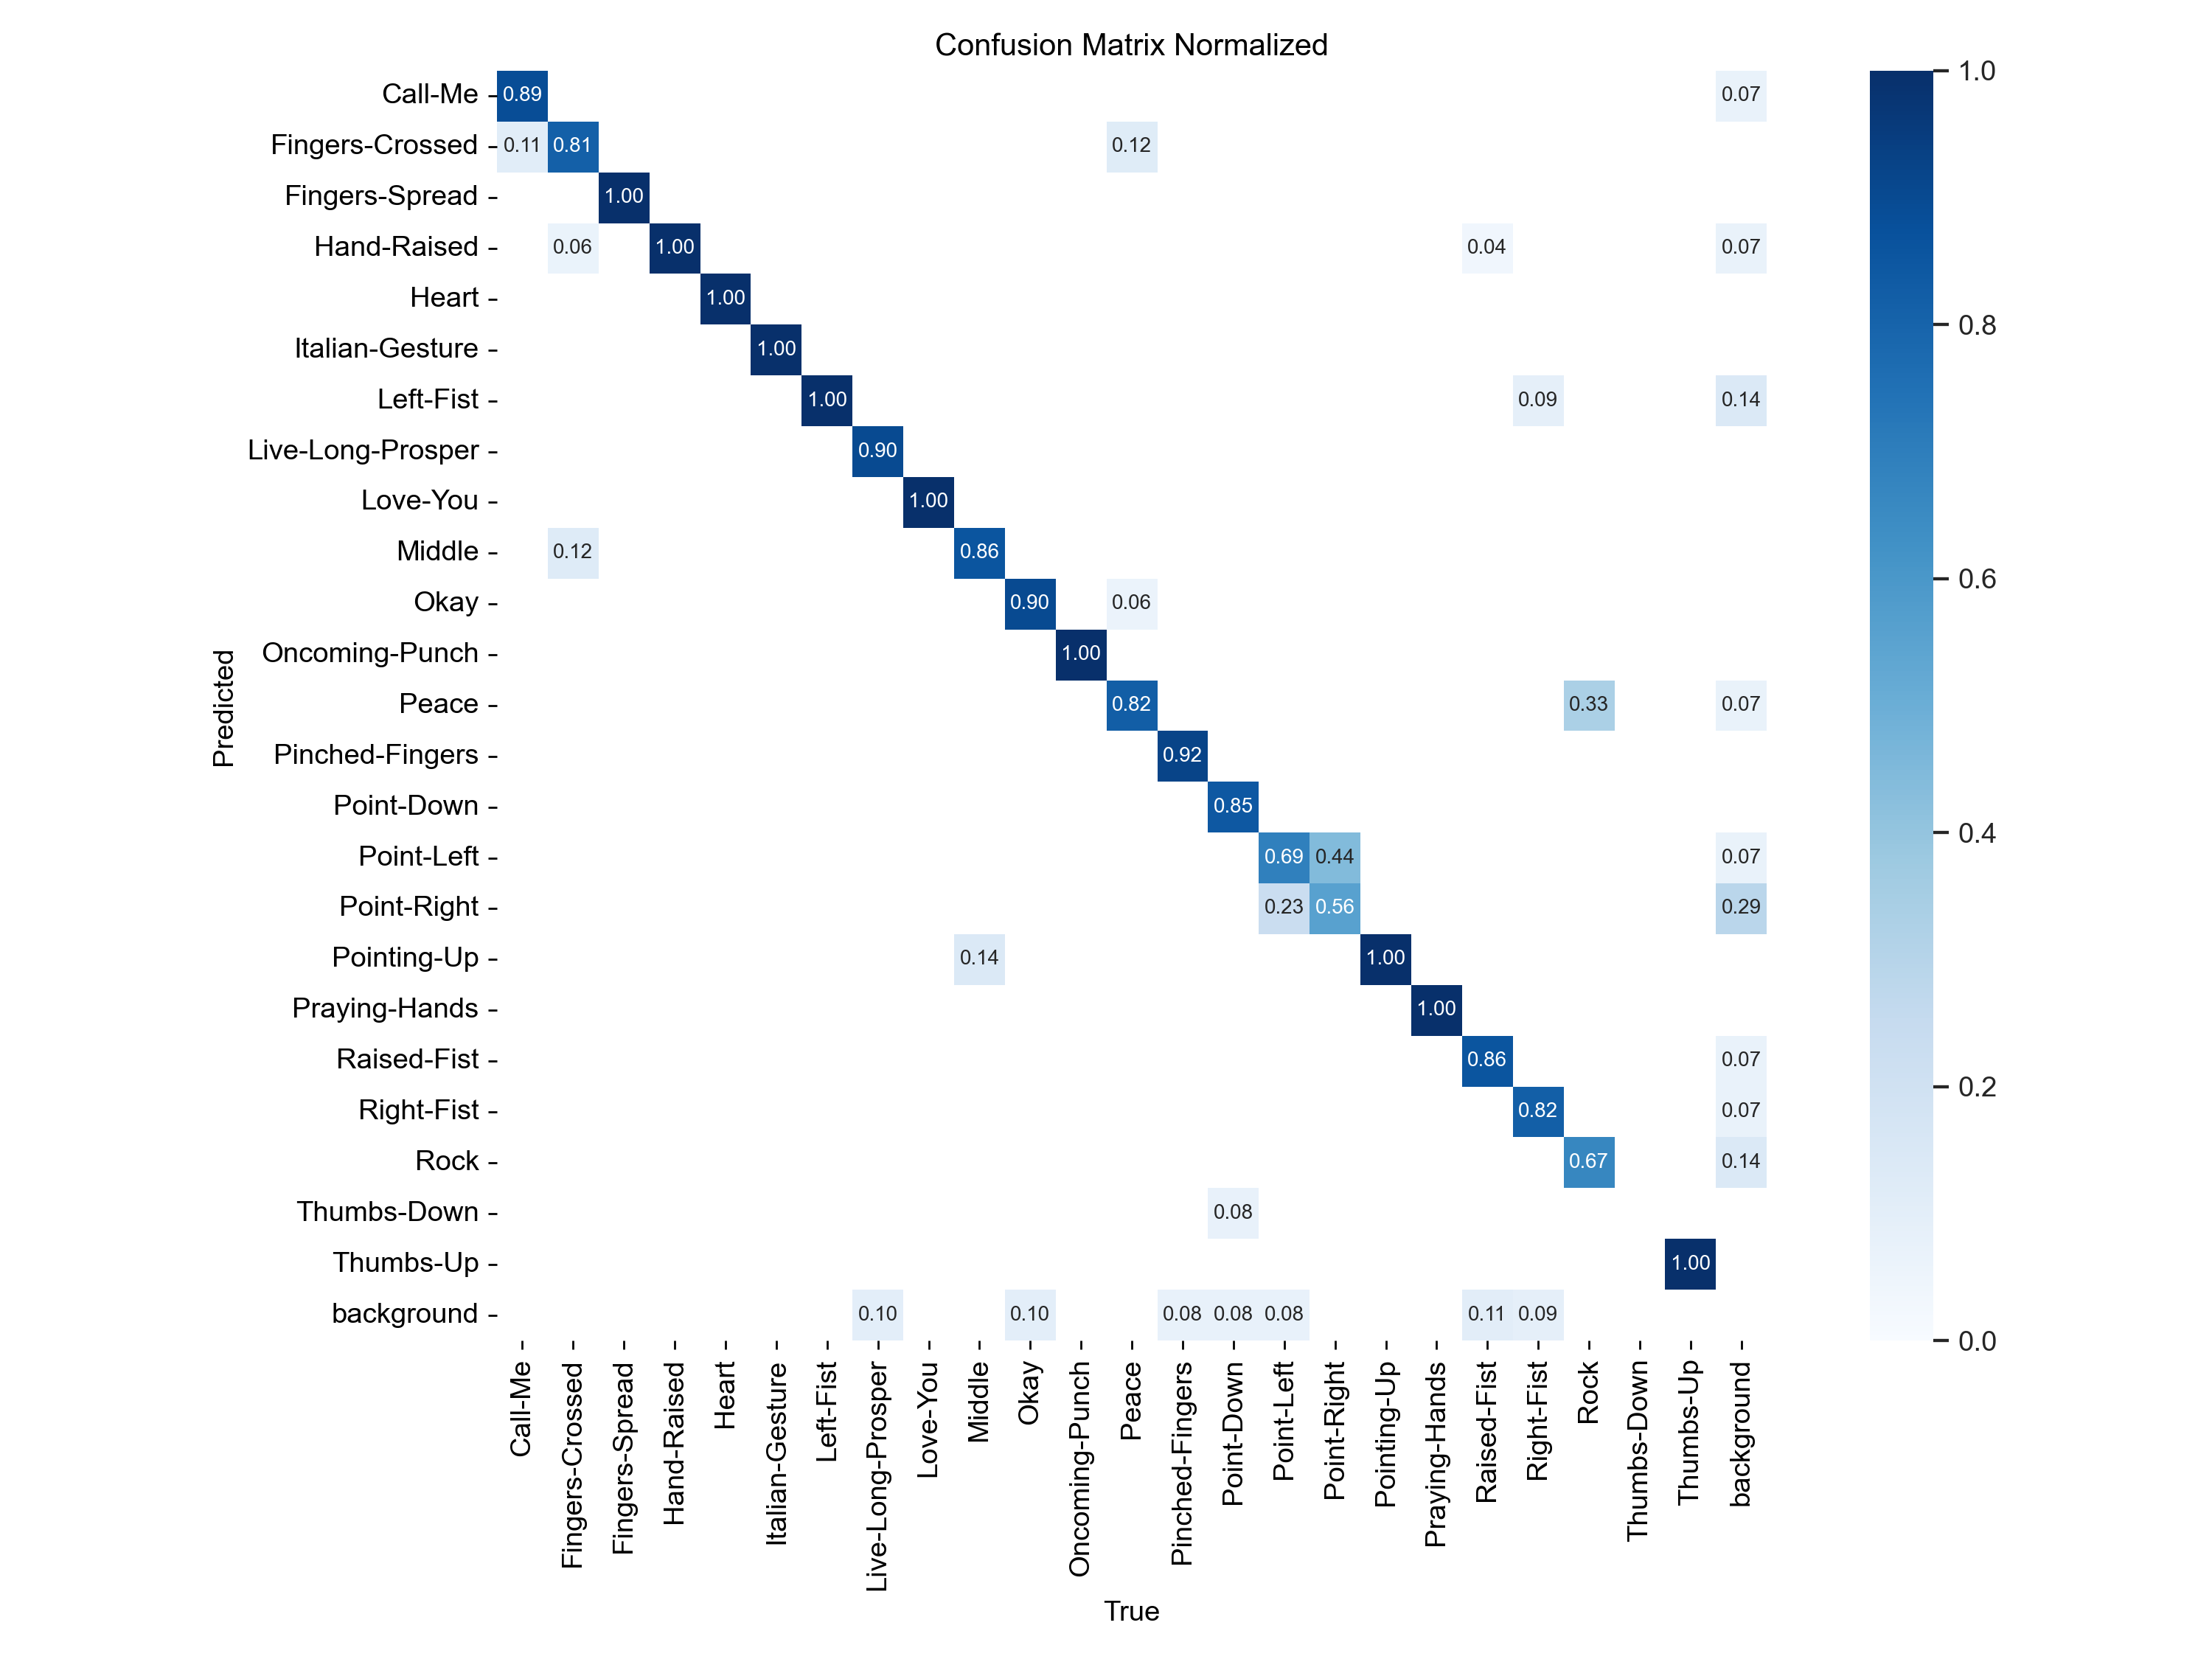 Confusion Matrix Normalized
Call-Me 0.89 0.07 1.0
Fingers-Crossed 0.11 0.81 0.12
Fingers-Spread 1.00
Hand-Raised 0.06 1.00 0.04 0.07
Heart 1.00
0.8
Italian-Gesture 1.00
Left-Fist 1.00 0.09 0.14
Live-Long-Prosper 0.90
Love-You 1.00
Middle 0.12 0.86
0.6
Okay 0.90 0.06
Oncoming-Punch 1.00
Predicted
Peace 0.82 0.33 0.07
Pinched-Fingers 0.92
Point-Down 0.85
0.4
Point-Left 0.69 0.44 0.07
Point-Right 0.23 0.56 0.29
Pointing-Up 0.14 1.00
Praying-Hands 1.00
Raised-Fist 0.86 0.07
0.2
Right-Fist 0.82 0.07
Rock 0.67 0.14
Thumbs-Down 0.08
Thumbs-Up 1.00
background 0.10 0.10 0.08 0.08 0.08 0.11 0.09
0.0
Call-Me
Fingers-Crossed
Fingers-Spread
Hand-Raised
Heart
Italian-Gesture
Left-Fist
Live-Long-Prosper
Love-You
Middle
Okay
Oncoming-Punch
Peace
Pinched-Fingers
Point-Down
Point-Left
Point-Right
Pointing-Up
Praying-Hands
Raised-Fist
Right-Fist
Rock
Thumbs-Down
Thumbs-Up
background
True